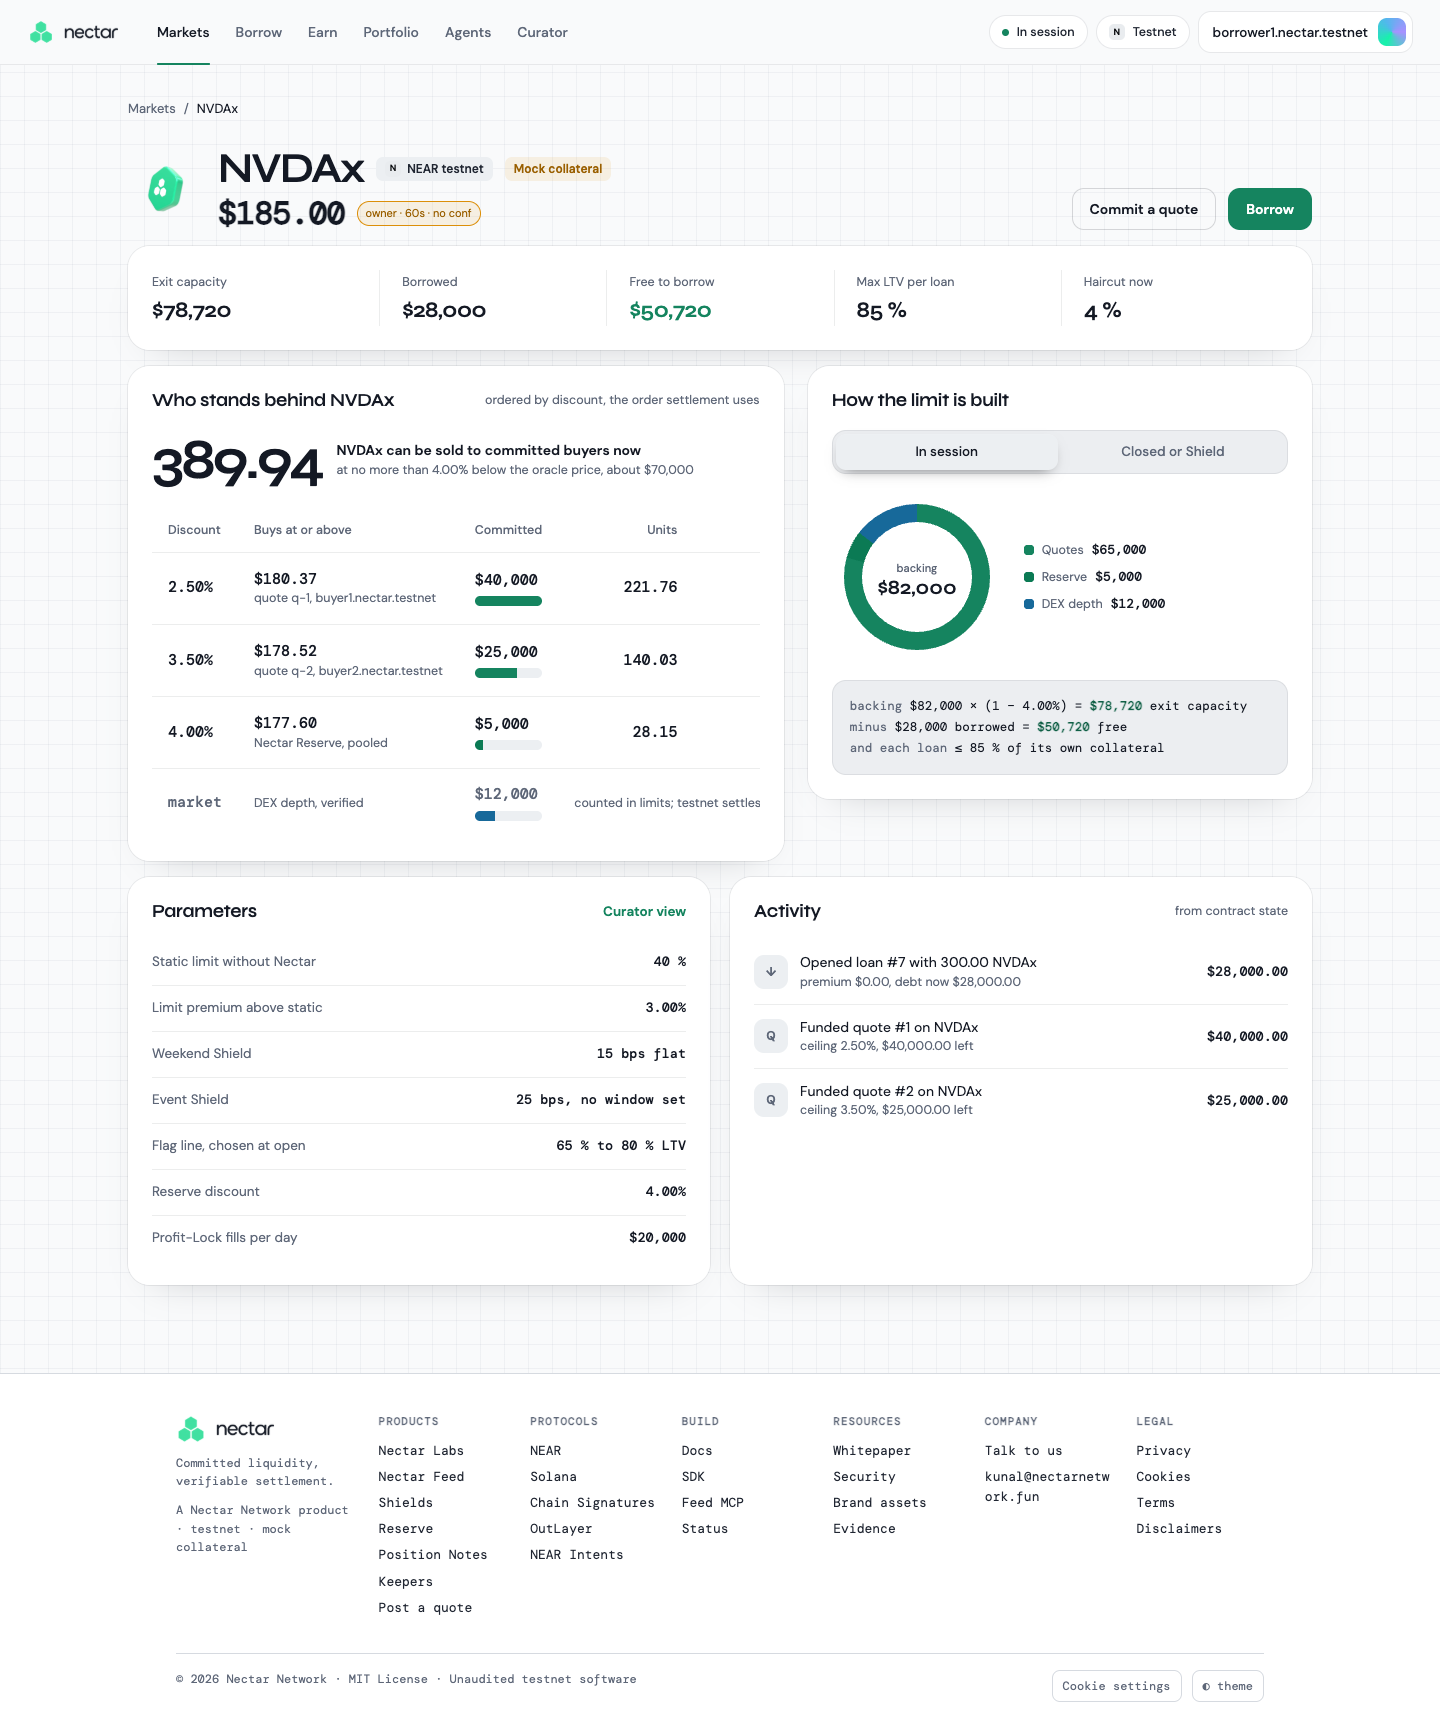 nectar
Markets Borrow Earn Portfolio Agents Curator
In session
N Testnet
borrower1.nectar.testnet
Markets / NVDAx
NVDAx N NEAR testnet Mock collateral
$185.00 owner · 60s · no conf
Commit a quote Borrow
Exit capacity Borrowed Free to borrow Max LTV per loan Haircut now
$78,720 $28,000 $50,720 85 % 4 %
Who stands behind NVDAx ordered by discount, the order settlement uses
389.94
NVDAx can be sold to committed buyers now
at no more than 4.00% below the oracle price, about $70,000
Discount Buys at or above Committed Units
2.50% $180.37 $40,000 221.76
quote q-1, buyer1.nectar.testnet
3.50% $178.52 $25,000 140.03
quote q-2, buyer2.nectar.testnet
4.00% $177.60 $5,000 28.15
Nectar Reserve, pooled
market DEX depth, verified $12,000 counted in limits; testnet settles
How the limit is built
In session Closed or Shield
backing
$82,000
Quotes $65,000
Reserve $5,000
DEX depth $12,000
backing $82,000 × (1 − 4.00%) = $78,720 exit capacity
minus $28,000 borrowed = $50,720 free
and each loan ≤ 85 % of its own collateral
Parameters Curator view
Static limit without Nectar 40 %
Limit premium above static 3.00%
Weekend Shield 15 bps flat
Event Shield 25 bps, no window set
Flag line, chosen at open 65 % to 80 % LTV
Reserve discount 4.00%
Profit-Lock fills per day $20,000
Activity from contract state
Opened loan #7 with 300.00 NVDAx $28,000.00
premium $0.00, debt now $28,000.00
Q Funded quote #1 on NVDAx $40,000.00
ceiling 2.50%, $40,000.00 left
Q Funded quote #2 on NVDAx $25,000.00
ceiling 3.50%, $25,000.00 left
nectar
Committed liquidity,
verifiable settlement.
A Nectar Network product
· testnet · mock
collateral
PRODUCTS
Nectar Labs
Nectar Feed
Shields
Reserve
Position Notes
Keepers
Post a quote
PROTOCOLS
NEAR
Solana
Chain Signatures
OutLayer
NEAR Intents
BUILD
Docs
SDK
Feed MCP
Status
RESOURCES
Whitepaper
Security
Brand assets
Evidence
COMPANY
Talk to us
kunal@nectarnetw
ork.fun
LEGAL
Privacy
Cookies
Terms
Disclaimers
© 2026 Nectar Network · MIT License · Unaudited testnet software
Cookie settings
◐ theme